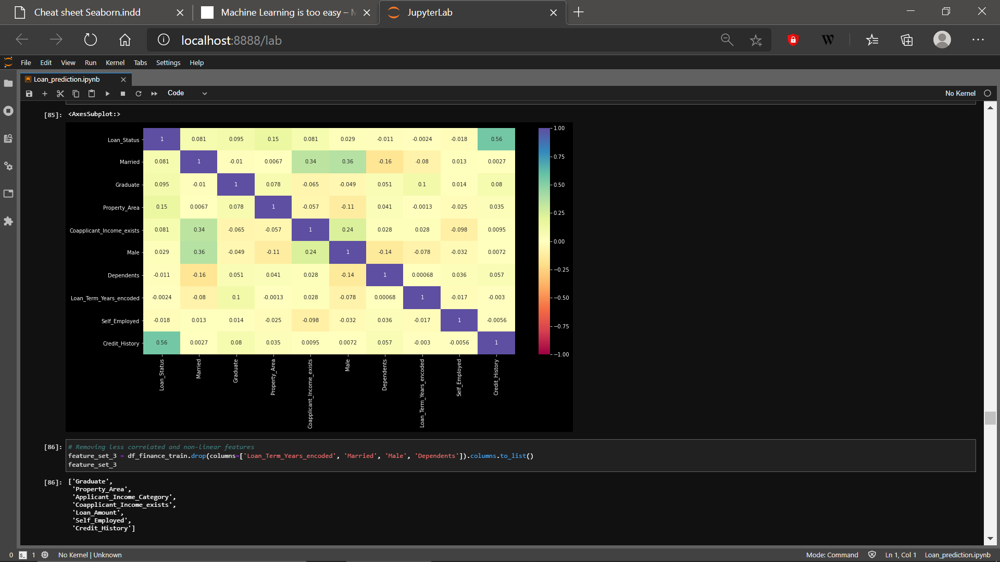 Cheat sheet Seaborn.indd
Machine Learning is too easy –
JupyterLab
localhost:8888/lab
W
File Edit View Run Kernel Tabs Settings Help
Loan_prediction.ipynb
Code
No Kernel
[85]: <AxesSubplot:>
Loan_Status 1 0.081 0.095 0.15 0.081 0.029 -0.011 -0.0024 -0.018 0.56
Married 0.081 1 -0.01 0.0067 0.34 0.36 -0.16 -0.08 0.013 0.0027
Graduate 0.095 -0.01 1 0.078 -0.065 -0.049 0.051 0.1 0.014 0.08
Property_Area 0.15 0.0067 0.078 1 -0.057 -0.11 0.041 -0.0013 -0.025 0.035
Coapplicant_Income_exists 0.081 0.34 -0.065 -0.057 1 0.24 0.028 0.028 -0.098 0.0095
Male 0.029 0.36 -0.049 -0.11 0.24 1 -0.14 -0.078 -0.032 0.0072
Dependents -0.011 -0.16 0.051 0.041 0.028 -0.14 1 0.00068 0.036 0.057
Loan_Term_Years_encoded -0.0024 -0.08 0.1 -0.0013 0.028 -0.078 0.00068 1 -0.017 -0.003
Self_Employed -0.018 0.013 0.014 -0.025 -0.098 -0.032 0.036 -0.017 1 -0.0056
Credit_History 0.56 0.0027 0.08 0.035 0.0095 0.0072 0.057 -0.003 -0.0056 1
Loan_Status
Married
Graduate
Property_Area
Coapplicant_Income_exists
Male
Dependents
Loan_Term_Years_encoded
Self_Employed
Credit_History
1.00
0.75
0.50
0.25
0.00
−0.25
−0.50
−0.75
−1.00
[86]: # Removing less correlated and non-linear features
feature_set_3 = df_finance_train.drop(columns=['Loan_Term_Years_encoded', 'Married', 'Male', 'Dependents']).columns.to_list()
feature_set_3
[86]: ['Graduate',
'Property_Area',
'Applicant_Income_Category',
'Coapplicant_Income_exists',
'Loan_Amount',
'Self_Employed',
'Credit_History']
0 1 No Kernel | Unknown
Mode: Command Ln 1, Col 1 Loan_prediction.ipynb